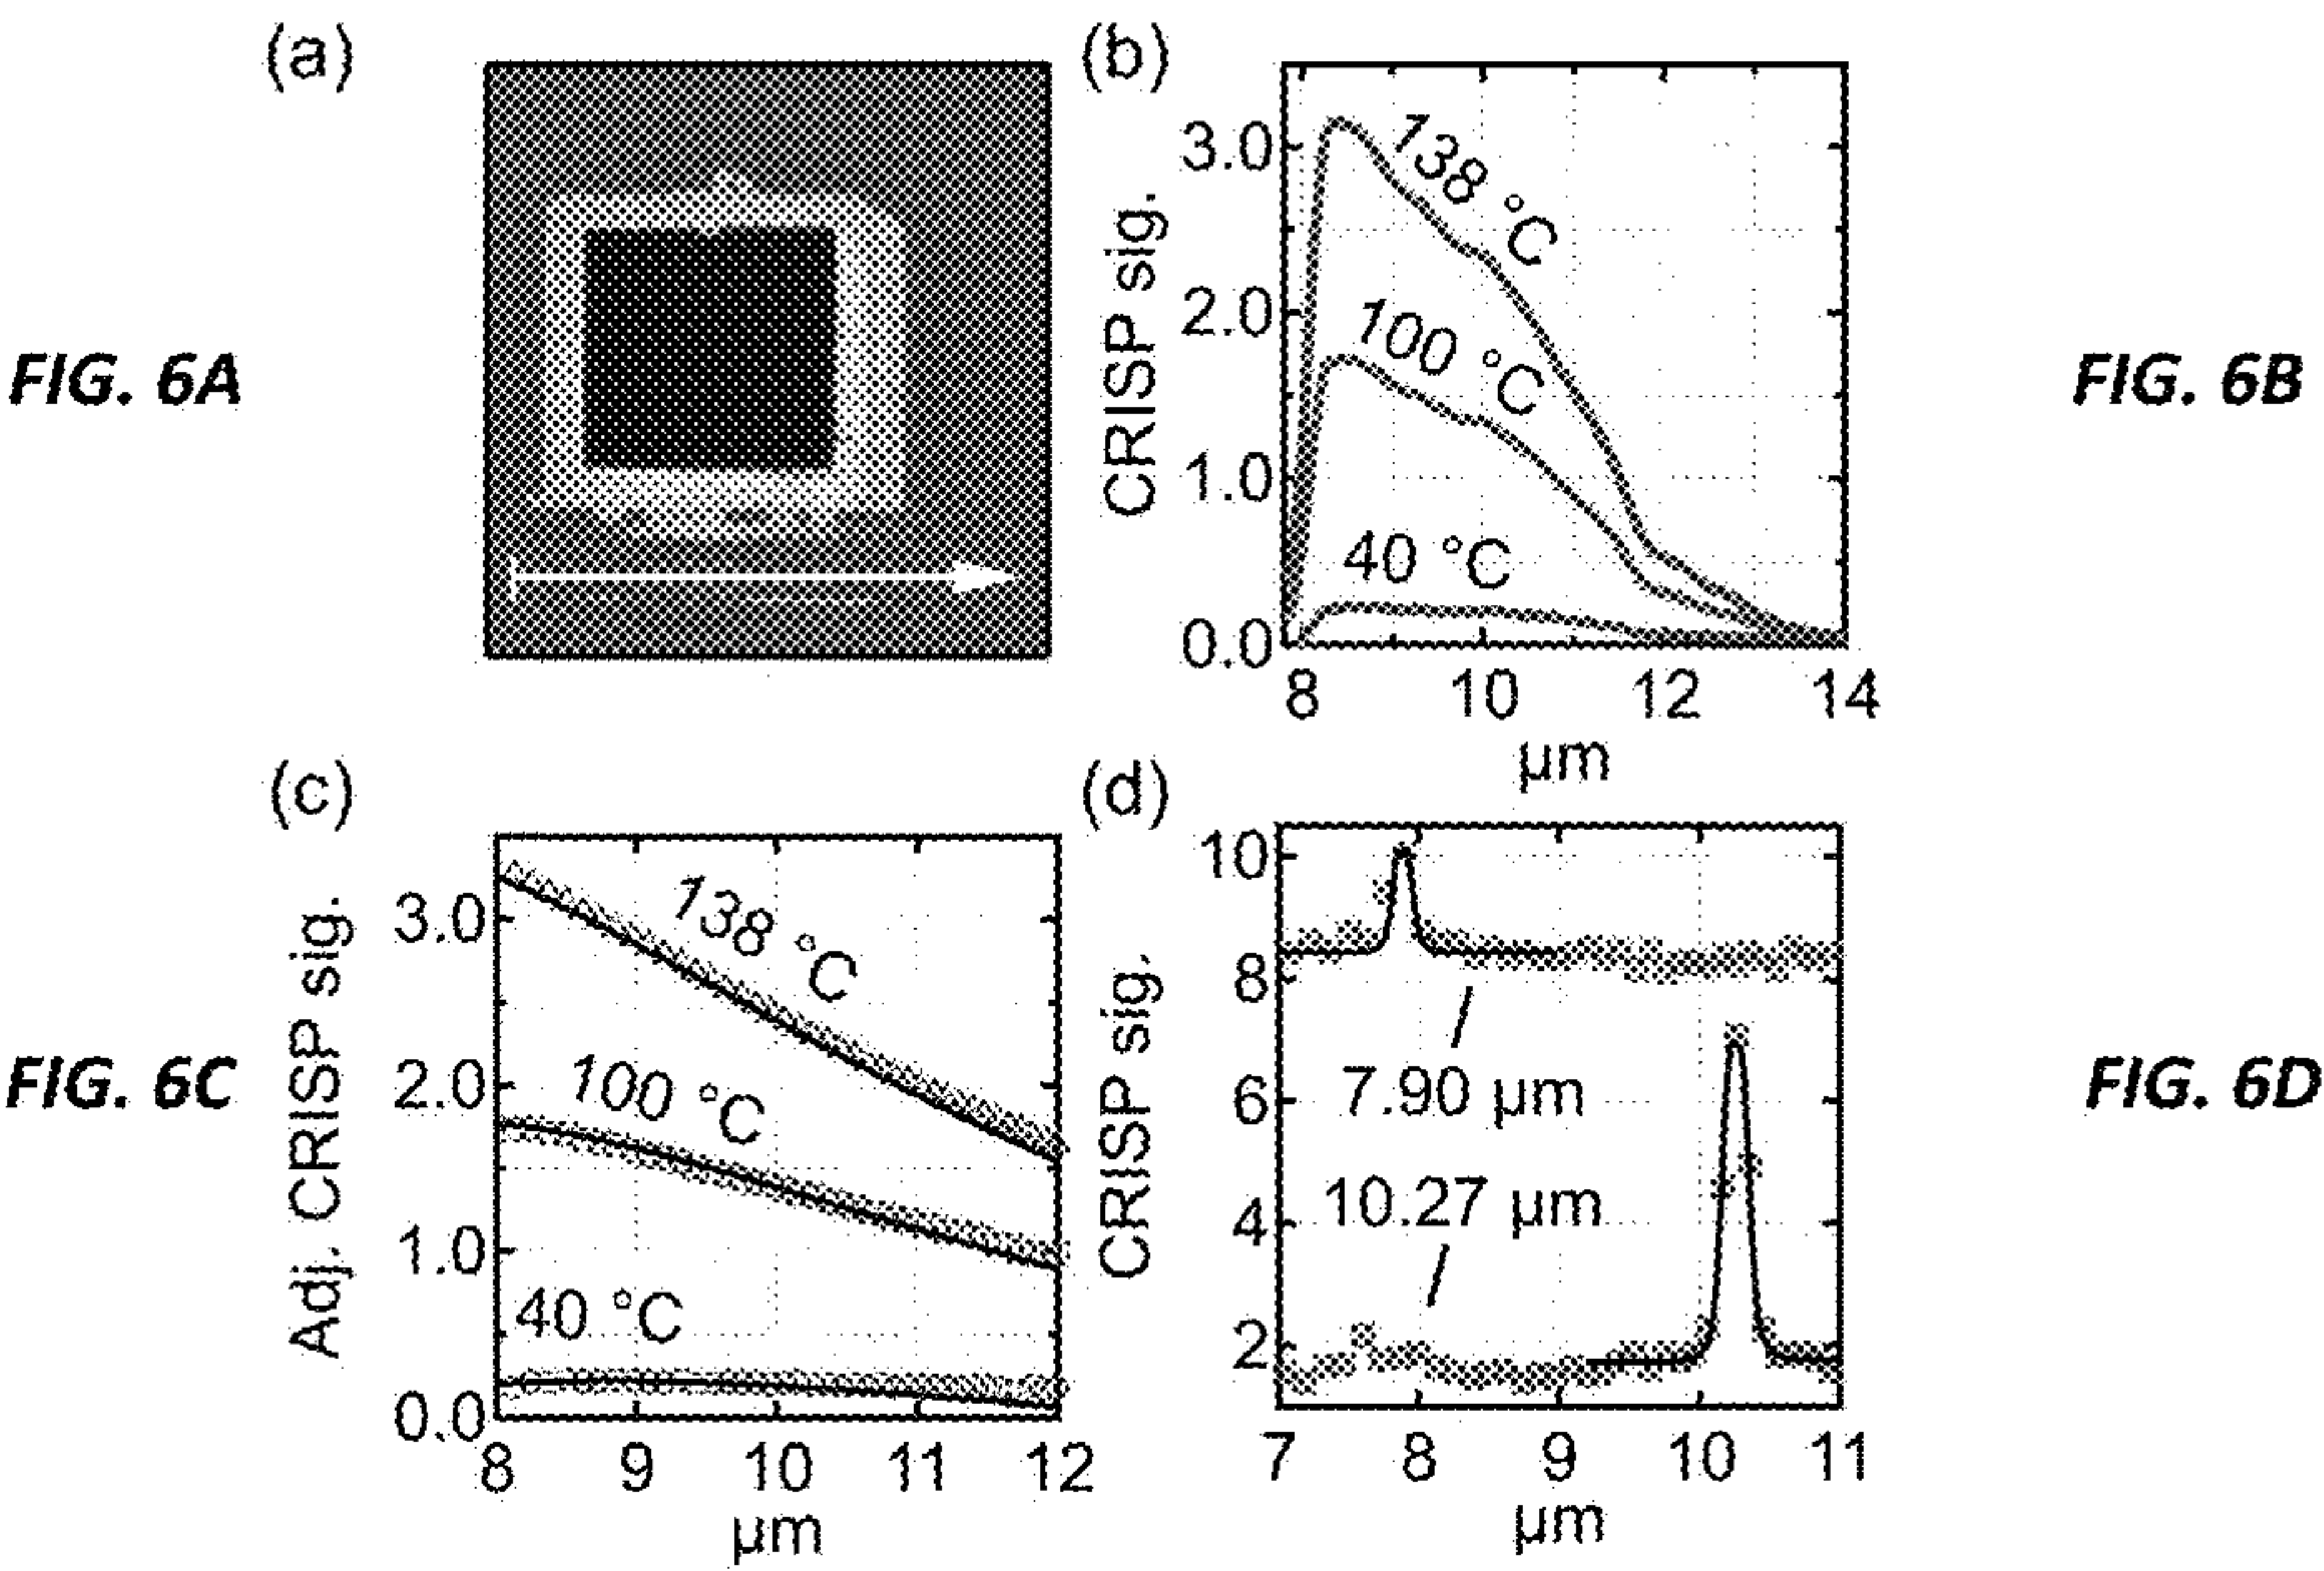 (a)
FIG. 6A
(b)
CRISP sig.
3.0
2.0
1.0
0.0
138 °C
100 °C
40 °C
8 10 12 14
µm
FIG. 6B
(c)
FIG. 6C
Adj. CRISP sig.
3.0
2.0
1.0
0.0
138 °C
100 °C
40 °C
8 9 10 11 12
µm
(d)
CRISP sig.
10
8
6
4
2
7.90 µm
10.27 µm
7 8 9 10 11
µm
FIG. 6D